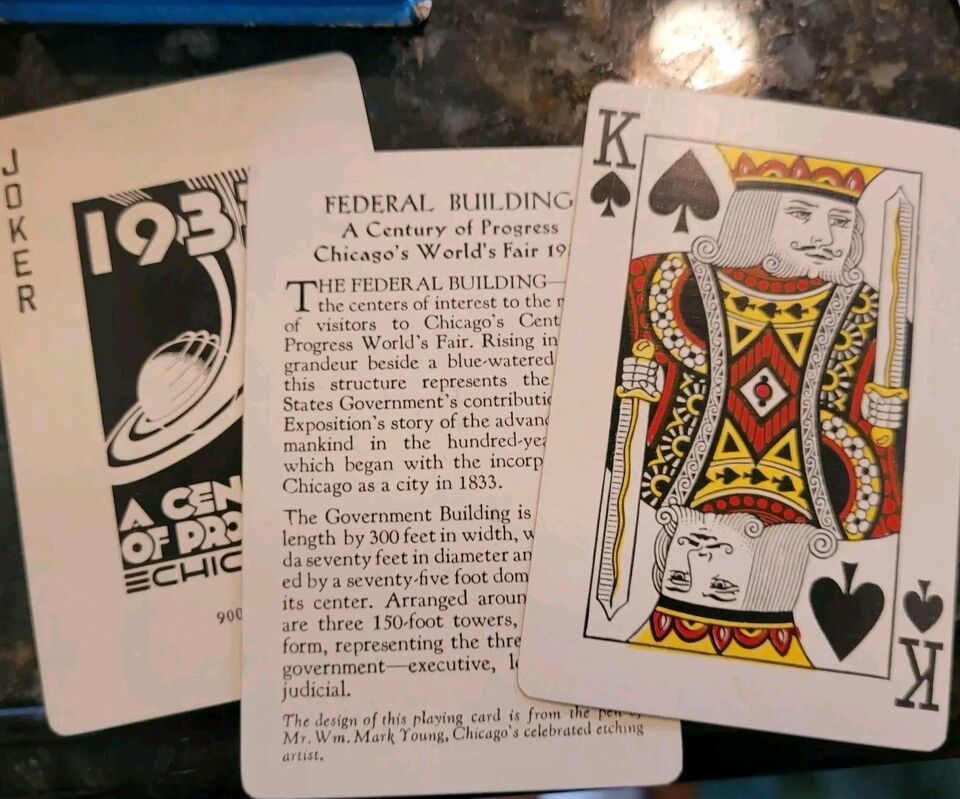 JOKER
193
A CEN
OF PRO
CHIC
900
FEDERAL BUILDING
A Century of Progress
Chicago's World's Fair 19
THE FEDERAL BUILDING—
the centers of interest to the
of visitors to Chicago's Cent
Progress World's Fair. Rising in
grandeur beside a blue-watered
this structure represents the
States Government's contributio
Exposition's story of the advan
mankind in the hundred-yea
which began with the incorp
Chicago as a city in 1833.
The Government Building is
length by 300 feet in width, w
da seventy feet in diameter an
ed by a seventy-five foot dom
its center. Arranged aroun
are three 150-foot towers,
form, representing the thre
government—executive, l
judicial.
The design of this playing card is from the pen
Mr. Wm. Mark Young, Chicago's celebrated etching
artist.
K
K